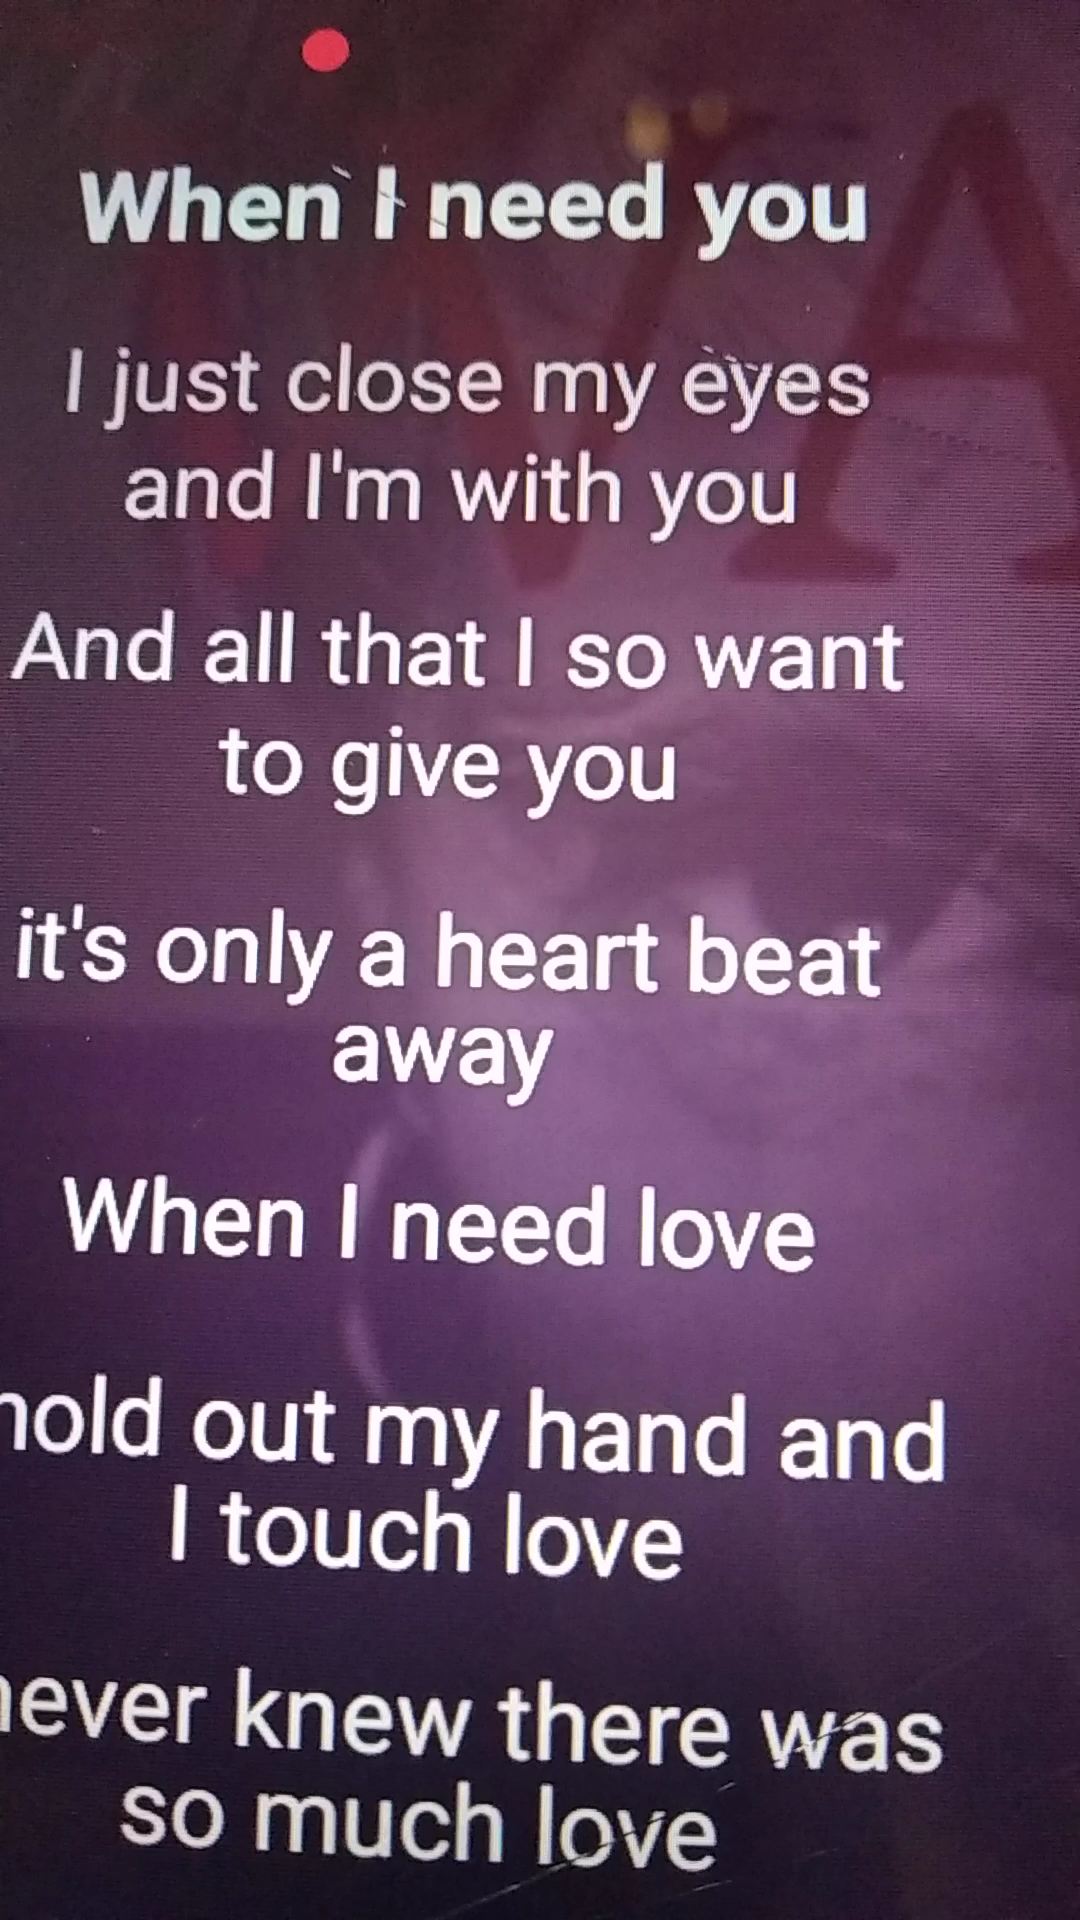 When I need you
I just close my eyes
and I'm with you
And all that I so want
to give you
it's only a heart beat
away
When I need love
hold out my hand and
I touch love
never knew there was
so much love